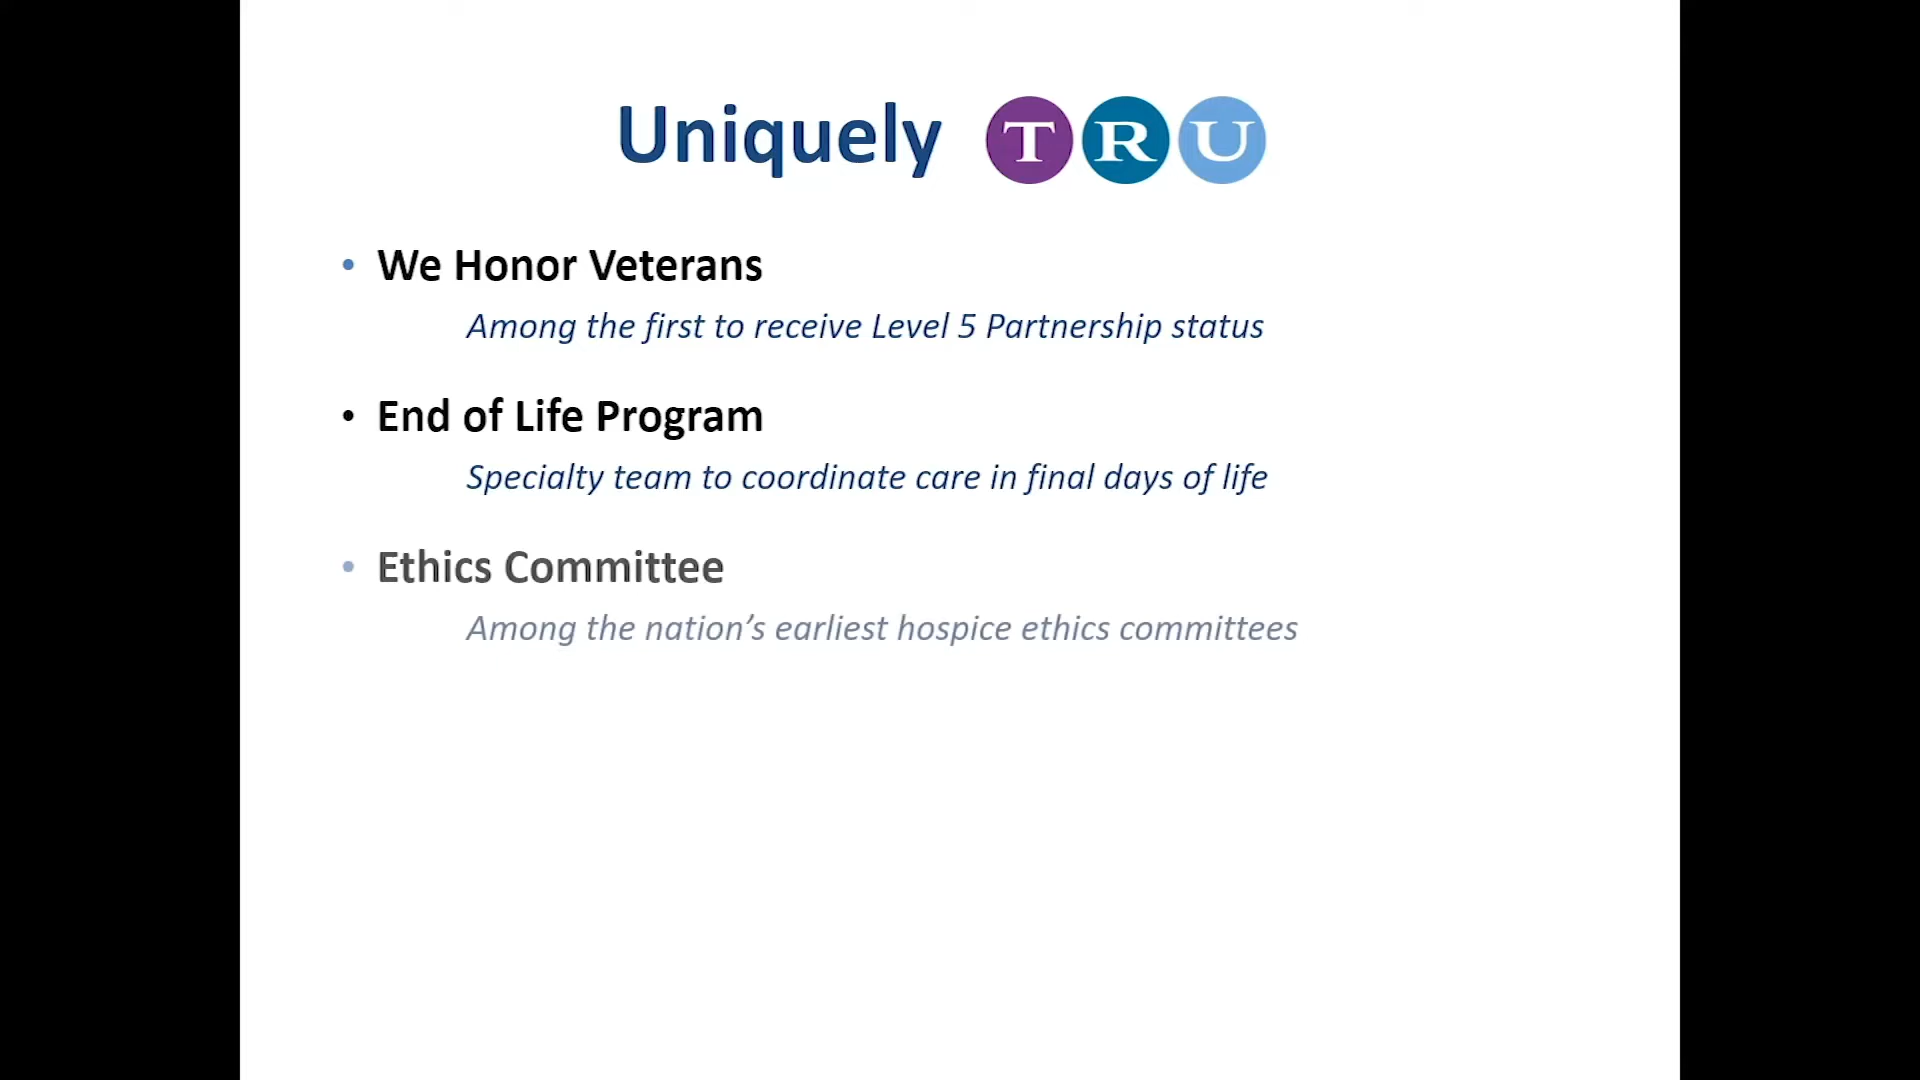 Uniquely TRU
• We Honor Veterans
Among the first to receive Level 5 Partnership status
• End of Life Program
Specialty team to coordinate care in final days of life
• Ethics Committee
Among the nation’s earliest hospice ethics committees